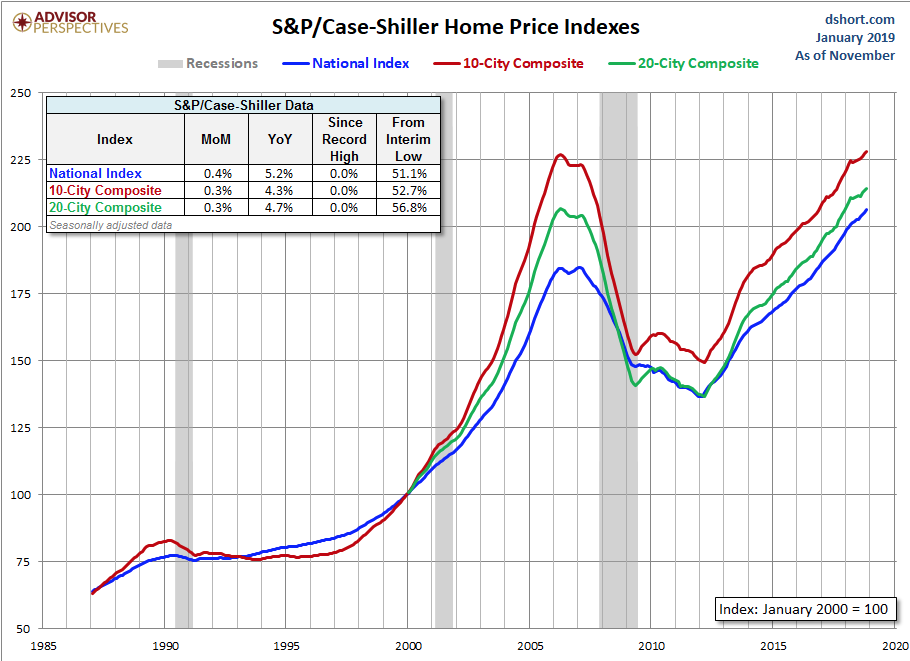 ADVISOR
PERSPECTIVES
S&P/Case-Shiller Home Price Indexes
dshort.com
January 2019
As of November
Recessions National Index 10-City Composite 20-City Composite
S&P/Case-Shiller Data
Index MoM YoY Since Record High From Interim Low
National Index 0.4% 5.2% 0.0% 51.1%
10-City Composite 0.3% 4.3% 0.0% 52.7%
20-City Composite 0.3% 4.7% 0.0% 56.8%
Seasonally adjusted data
250
225
200
175
150
125
100
75
50
Index: January 2000 = 100
1985 1990 1995 2000 2005 2010 2015 2020